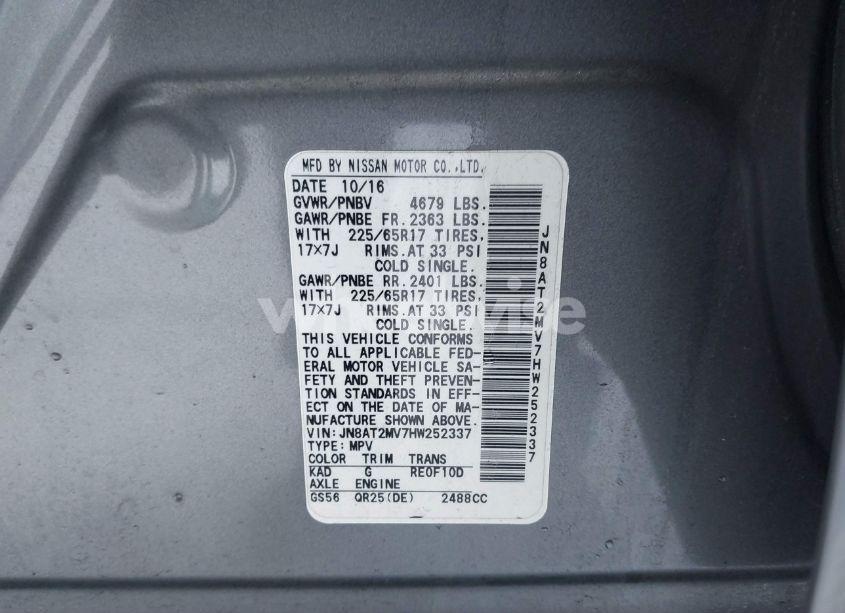 MFD BY NISSAN MOTOR CO.,LTD.
DATE 10/16
GVWR/PNBV 4679 LBS.
GAWR/PNBE FR. 2363 LBS.
WITH 225/65R17 TIRES,
17×7J RIMS.AT 33 PSI
COLD SINGLE.
GAWR/PNBE RR. 2401 LBS.
WITH 225/65R17 TIRES,
17×7J RIMS.AT 33 PSI
COLD SINGLE.
THIS VEHICLE CONFORMS
TO ALL APPLICABLE FED-
ERAL MOTOR VEHICLE SA-
FETY AND THEFT PREVEN-
TION STANDARDS IN EFF-
ECT ON THE DATE OF MA-
NUFACTURE SHOWN ABOVE.
VIN:JN8AT2MV7HW252337
TYPE:MPV
COLOR TRIM TRANS
KAD G RE0F10D
AXLE ENGINE
GS56 QR25(DE) 2488CC
JN8AT2MV7HW252337